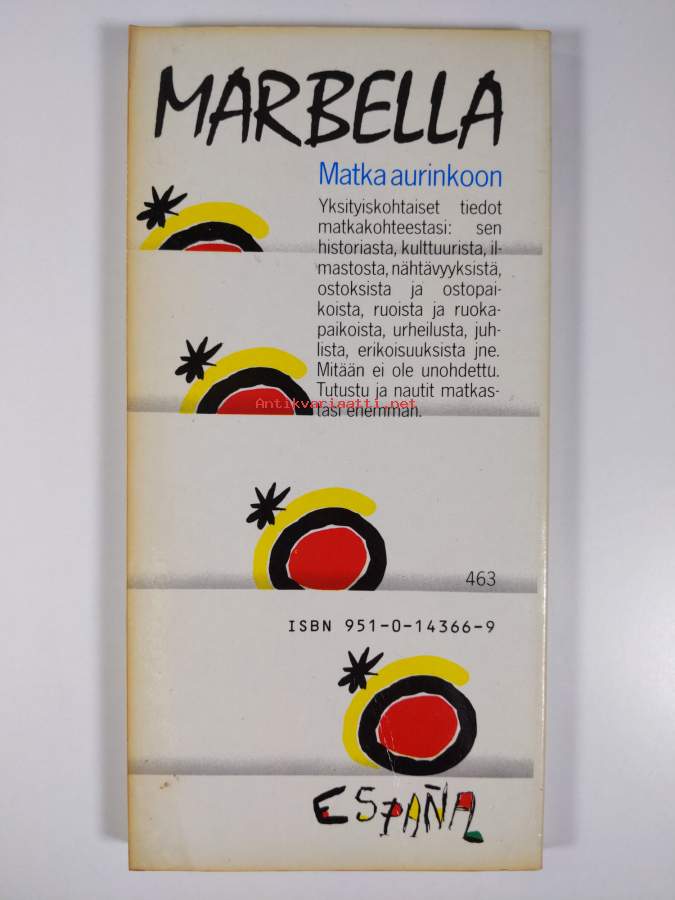 MARBELLA
Matka aurinkoon
Yksityiskohtaiset tiedot
matkakohteestasi: sen
historiasta, kulttuurista, il-
mastosta, nähtävyyksistä,
ostoksista ja ostopai-
koista, ruoista ja ruoka-
paikoista, urheilusta, juh-
lista, erikoisuuksista jne.
Mitään ei ole unohdettu.
Tutustu ja nautit matkas-
tasi enemmän.
Antikvariaatti.net
463
ISBN 951-0-14366-9
ESPAÑA